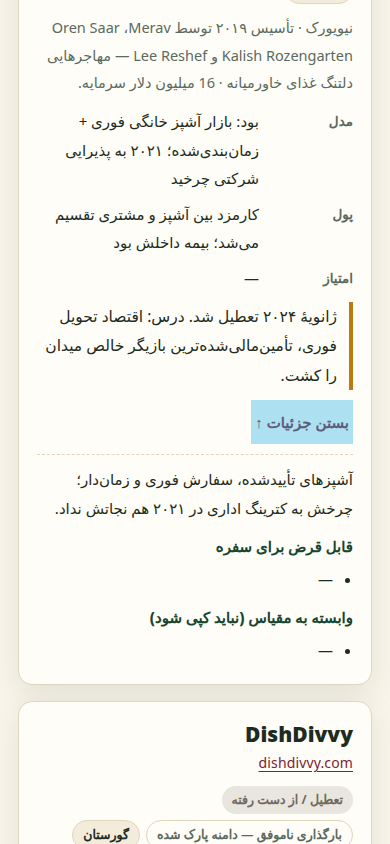 نیویورک · تأسیس ۲۰۱۹ توسط Oren Saar ،Merav
Kalish Rozengarten و Lee Reshef — مهاجرهایی
دلتنگ غذای خاورمیانه · 16 میلیون دلار سرمایه.
مدل
بود: بازار آشپز خانگی فوری +
زمان‌بندی‌شده؛ ۲۰۲۱ به پذیرایی
شرکتی چرخید
پول
کارمزد بین آشپز و مشتری تقسیم
می‌شد؛ بیمه داخلش بود
امتیاز
—
ژانویهٔ ۲۰۲۴ تعطیل شد. درس: اقتصاد تحویل
فوری، تأمین‌مالی‌شده‌ترین بازیگر خالص میدان
را کشت.
بستن جزئیات ↑
آشپزهای تأییدشده، سفارش فوری و زمان‌دار؛
چرخش به کترینگ اداری در ۲۰۲۱ هم نجاتش نداد.
قابل قرض برای سفره
• —
وابسته به مقیاس (نباید کپی شود)
• —
DishDivvy
dishdivvy.com
تعطیل / از دست رفته
بارگذاری ناموفق — دامنه پارک شده
گورستان